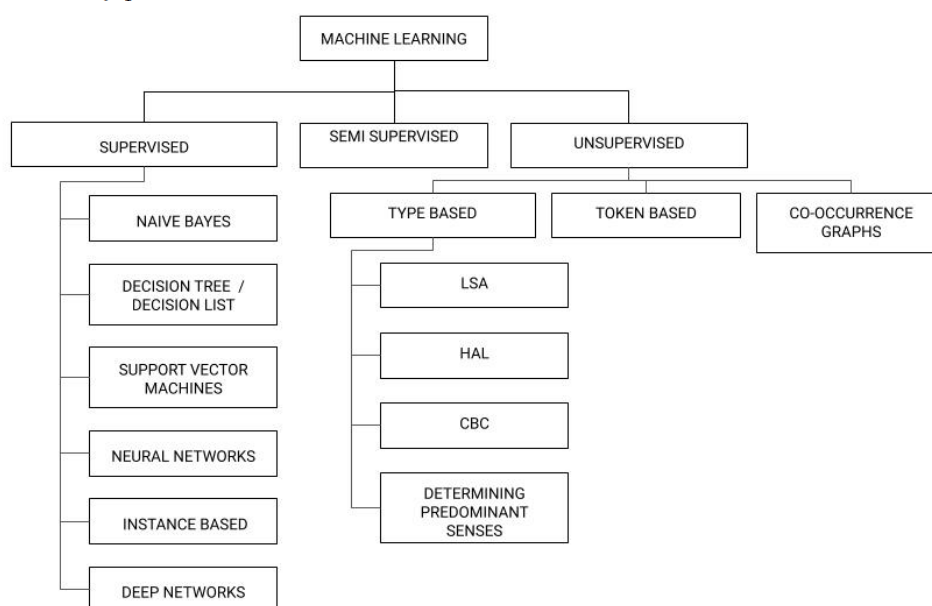 MACHINE LEARNING
SUPERVISED
SEMI SUPERVISED
UNSUPERVISED
NAIVE BAYES
DECISION TREE /
DECISION LIST
SUPPORT VECTOR
MACHINES
NEURAL NETWORKS
INSTANCE BASED
DEEP NETWORKS
TYPE BASED
TOKEN BASED
CO-OCCURRENCE
GRAPHS
LSA
HAL
CBC
DETERMINING
PREDOMINANT
SENSES